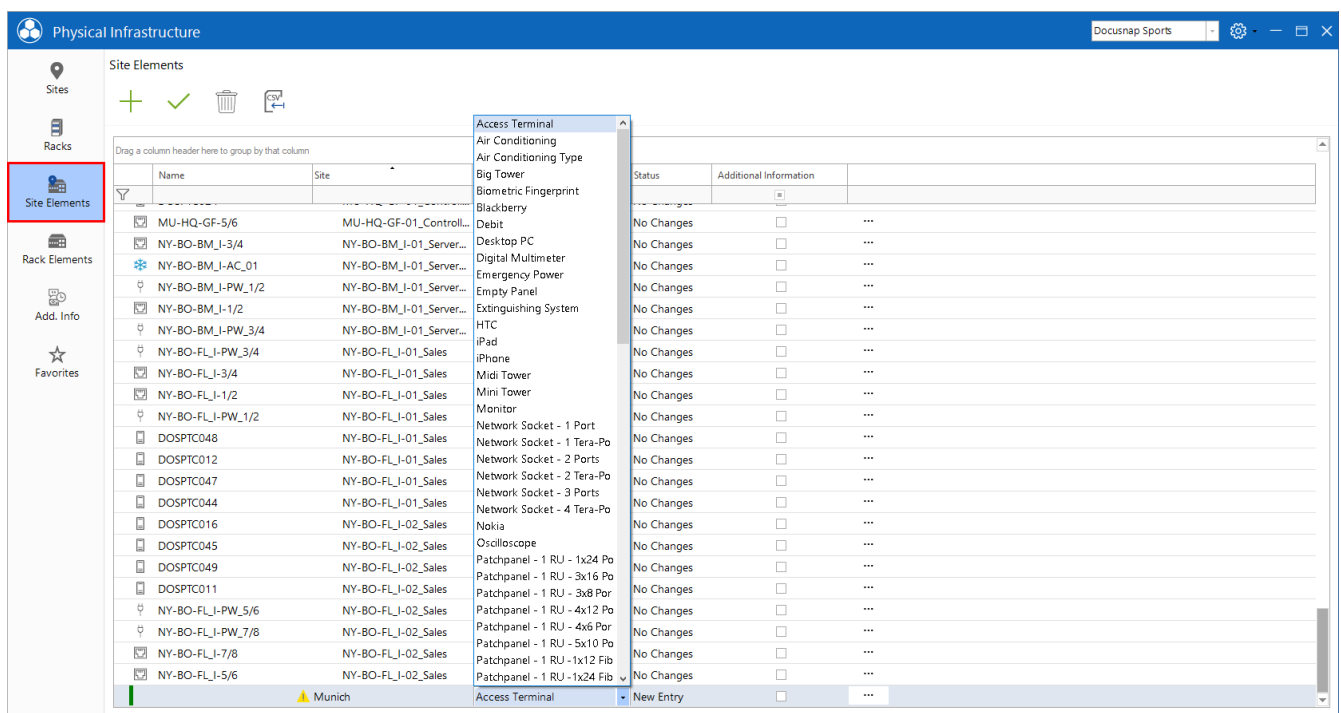 Physical Infrastructure
Docusnap Sports
Sites
Racks
Site Elements
Rack Elements
Add. Info
Favorites
Site Elements
CSV
Drag a column header here to group by that column
Name Site Status Additional Information
MU-HQ-GF-5/6 MU-HQ-GF-01_Controll... No Changes ...
NY-BO-BM_I-3/4 NY-BO-BM_I-01_Server... No Changes ...
NY-BO-BM_I-AC_01 NY-BO-BM_I-01_Server... No Changes ...
NY-BO-BM_I-PW_1/2 NY-BO-BM_I-01_Server... No Changes ...
NY-BO-BM_I-1/2 NY-BO-BM_I-01_Server... No Changes ...
NY-BO-BM_I-PW_3/4 NY-BO-BM_I-01_Server... No Changes ...
NY-BO-FL_I-PW_3/4 NY-BO-FL_I-01_Sales No Changes ...
NY-BO-FL_I-3/4 NY-BO-FL_I-01_Sales No Changes ...
NY-BO-FL_I-1/2 NY-BO-FL_I-01_Sales No Changes ...
NY-BO-FL_I-PW_1/2 NY-BO-FL_I-01_Sales No Changes ...
DOSPTC048 NY-BO-FL_I-01_Sales No Changes ...
DOSPTC012 NY-BO-FL_I-01_Sales No Changes ...
DOSPTC047 NY-BO-FL_I-01_Sales No Changes ...
DOSPTC044 NY-BO-FL_I-01_Sales No Changes ...
DOSPTC016 NY-BO-FL_I-02_Sales No Changes ...
DOSPTC045 NY-BO-FL_I-02_Sales No Changes ...
DOSPTC049 NY-BO-FL_I-02_Sales No Changes ...
DOSPTC011 NY-BO-FL_I-02_Sales No Changes ...
NY-BO-FL_I-PW_5/6 NY-BO-FL_I-02_Sales No Changes ...
NY-BO-FL_I-PW_7/8 NY-BO-FL_I-02_Sales No Changes ...
NY-BO-FL_I-7/8 NY-BO-FL_I-02_Sales No Changes ...
NY-BO-FL_I-5/6 NY-BO-FL_I-02_Sales No Changes ...
Munich Access Terminal New Entry ...
Access Terminal
Air Conditioning
Air Conditioning Type
Big Tower
Biometric Fingerprint
Blackberry
Debit
Desktop PC
Digital Multimeter
Emergency Power
Empty Panel
Extinguishing System
HTC
iPad
iPhone
Midi Tower
Mini Tower
Monitor
Network Socket - 1 Port
Network Socket - 1 Tera-Po
Network Socket - 2 Ports
Network Socket - 2 Tera-Po
Network Socket - 3 Ports
Network Socket - 4 Tera-Po
Nokia
Oscilloscope
Patchpanel - 1 RU - 1x24 Po
Patchpanel - 1 RU - 3x16 Po
Patchpanel - 1 RU - 3x8 Por
Patchpanel - 1 RU - 4x12 Po
Patchpanel - 1 RU - 4x6 Por
Patchpanel - 1 RU - 5x10 Po
Patchpanel - 1 RU -1x12 Fib
Patchpanel - 1 RU -1x24 Fib